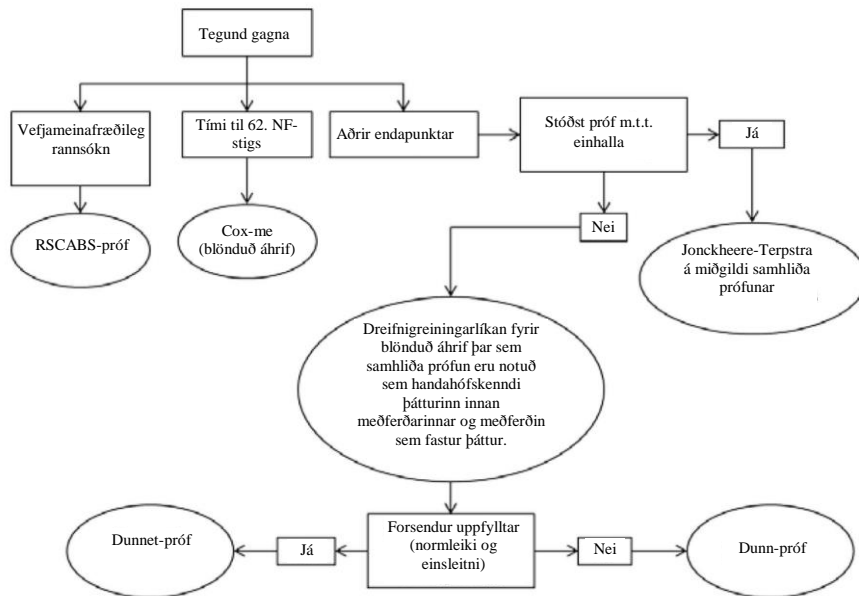 Tegund gagna
Vefjameinafræðileg
rannsókn
Tími til 62. NF-
stigs
Aðrir endapunktar
Stóðst próf m.t.t.
einhalla
Já
RSCABS-próf
Cox-me
(blönduð áhrif)
Nei
Jonckheere-Terpstra
á miðgildi samhliða
prófunar
Dreifnigreiningarlíkan fyrir
blönduð áhrif þar sem
samhliða prófun eru notuð
sem handahófskenndi
þátturinn innan
meðferðarinnar og meðferðin
sem fastur þáttur.
Forsendur uppfylltar
(normleiki og
einsleitni)
Já
Dunnet-próf
Nei
Dunn-próf